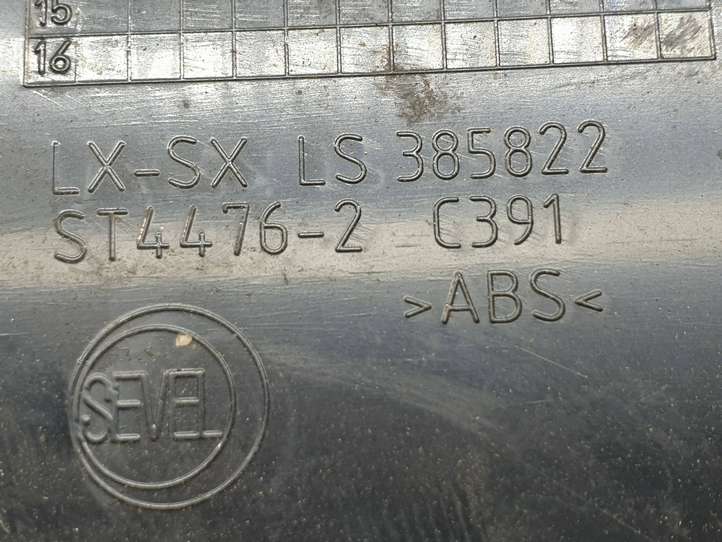 15
16
LX-SX LS 385822
ST4476-2 C391
>ABS<
SEVEL